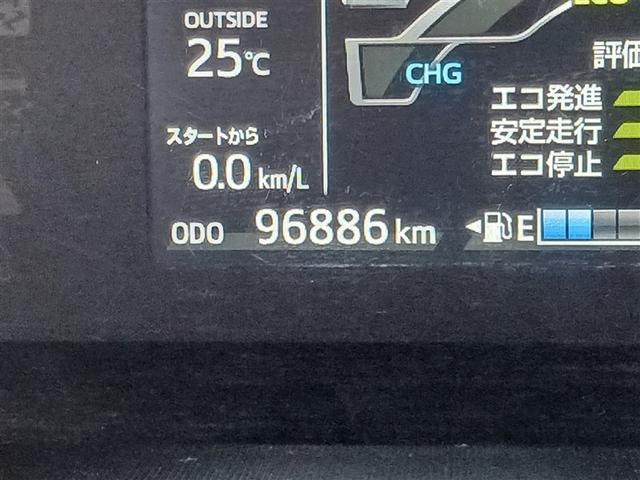 OUTSIDE
25℃
CHG
評価
エコ発進
安定走行
エコ停止
スタートから
0.0 km/L
ODO 96886 km
E